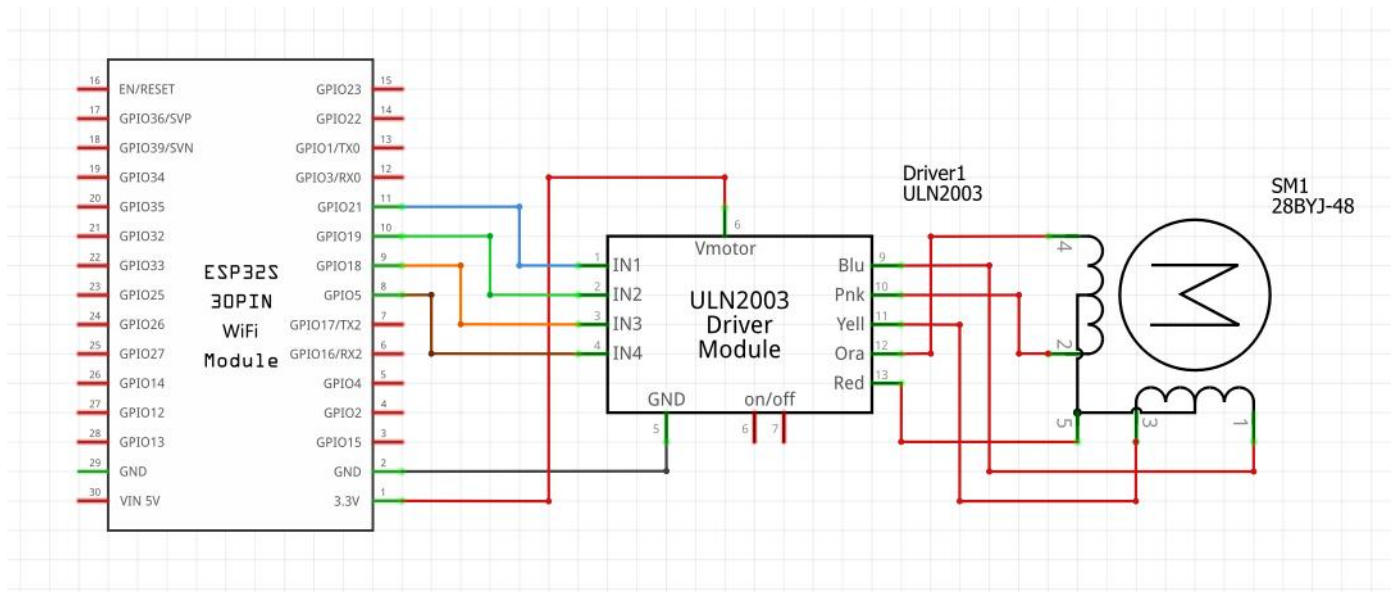 16 EN/RESET
17 GPIO36/SVP
18 GPIO39/SVN
19 GPIO34
20 GPIO35
21 GPIO32
22 GPIO33
23 GPIO25
24 GPIO26
25 GPIO27
26 GPIO14
27 GPIO12
28 GPIO13
29 GND
30 VIN 5V
ESP32S
30PIN
WiFi
Module
GPIO23 15
GPIO22 14
GPIO1/TX0 13
GPIO3/RX0 12
GPIO21 11
GPIO19 10
GPIO18 9
GPIO5 8
GPIO17/TX2 7
GPIO16/RX2 6
GPIO4 5
GPIO2 4
GPIO15 3
GND 2
3.3V 1
6
Vmotor
1 IN1
2 IN2
3 IN3
4 IN4
ULN2003
Driver
Module
Blu 9
Pnk 10
Yell 11
Ora 12
Red 13
GND
5
on/off
6 7
Driver1
ULN2003
4
2
5
3
1
SM1
28BYJ-48
M